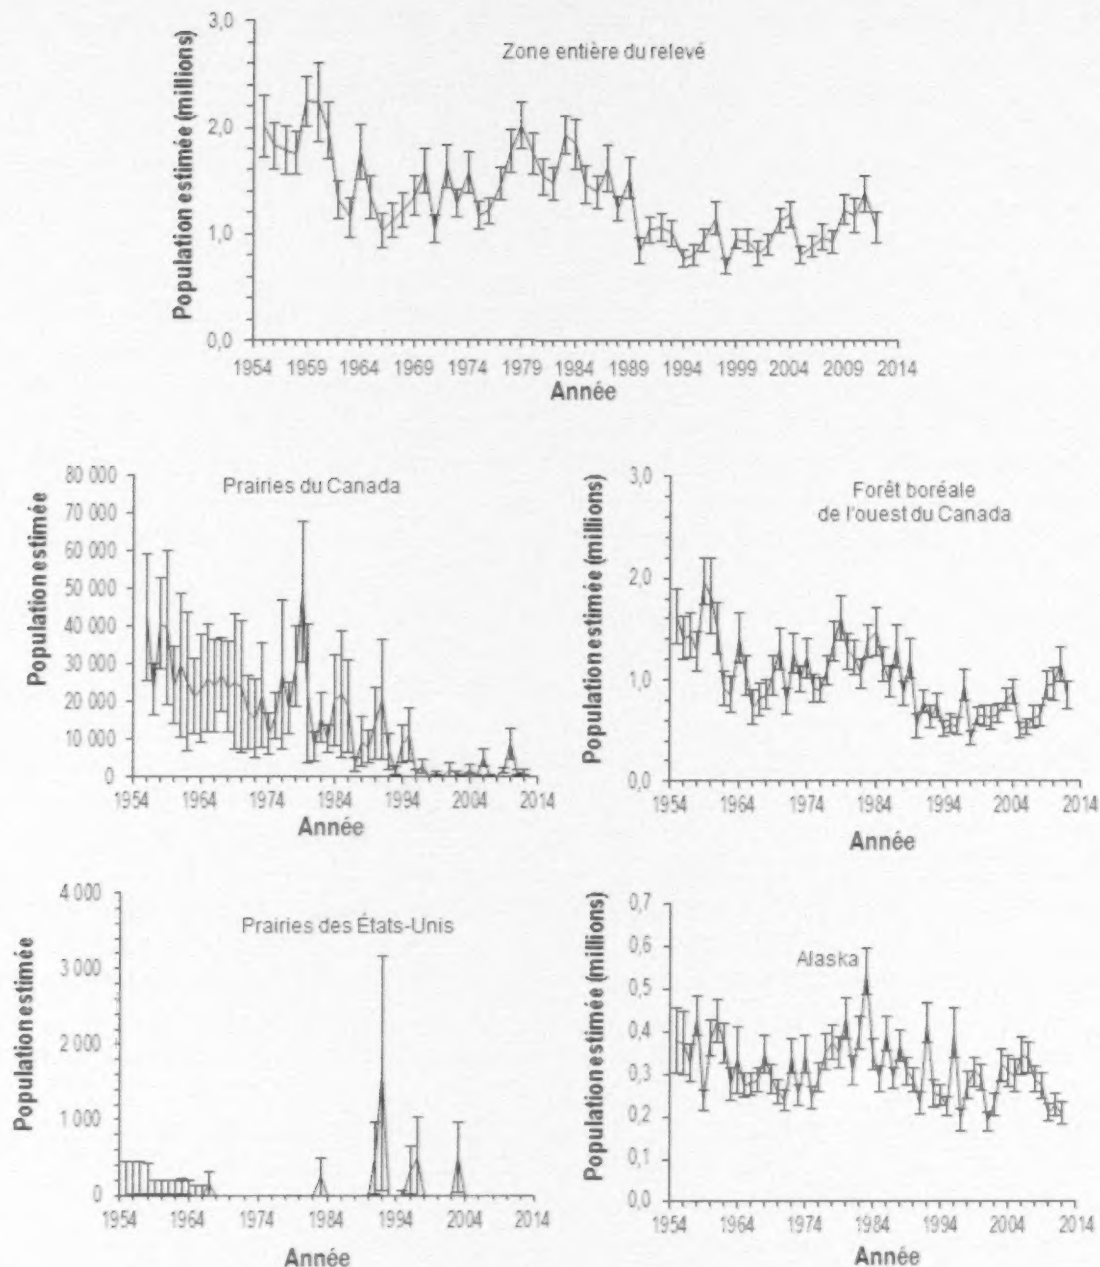 Zone entière du relevé
Population estimée (millions)
3,0
2,0
1,0
0,0
1954 1959 1964 1969 1974 1979 1984 1989 1994 1999 2004 2009 2014
Année
Prairies du Canada
Population estimée
80 000
70 000
60 000
50 000
40 000
30 000
20 000
10 000
0
1954 1964 1974 1984 1994 2004 2014
Année
Forêt boréale
de l'ouest du Canada
Population estimée (millions)
3,0
2,0
1,0
0,0
1954 1964 1974 1984 1994 2004 2014
Année
Prairies des États-Unis
Population estimée
4 000
3 000
2 000
1 000
0
1954 1964 1974 1984 1994 2004 2014
Année
Alaska
Population estimée (millions)
0,7
0,6
0,5
0,4
0,3
0,2
0,1
0,0
1954 1964 1974 1984 1994 2004 2014
Année